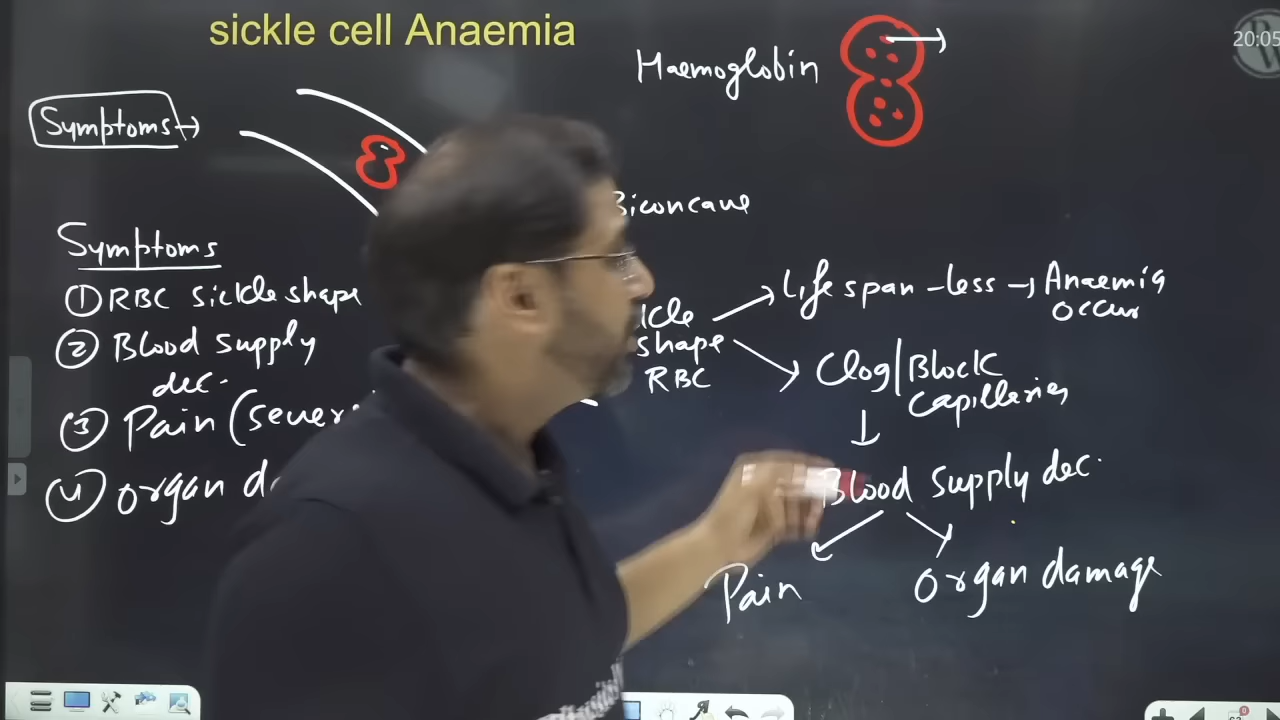 sickle cell Anaemia
Haemoglobin
20:05
Symptoms →
Biconcave
Symptoms
① RBC sickle shape
② Blood supply
dec.
③ Pain (sever
④ organ d
shape
RBC
Life span - less → Anaemia
occur
Clog/Block
capillaries
↓
Blood supply dec.
Pain
Organ damage